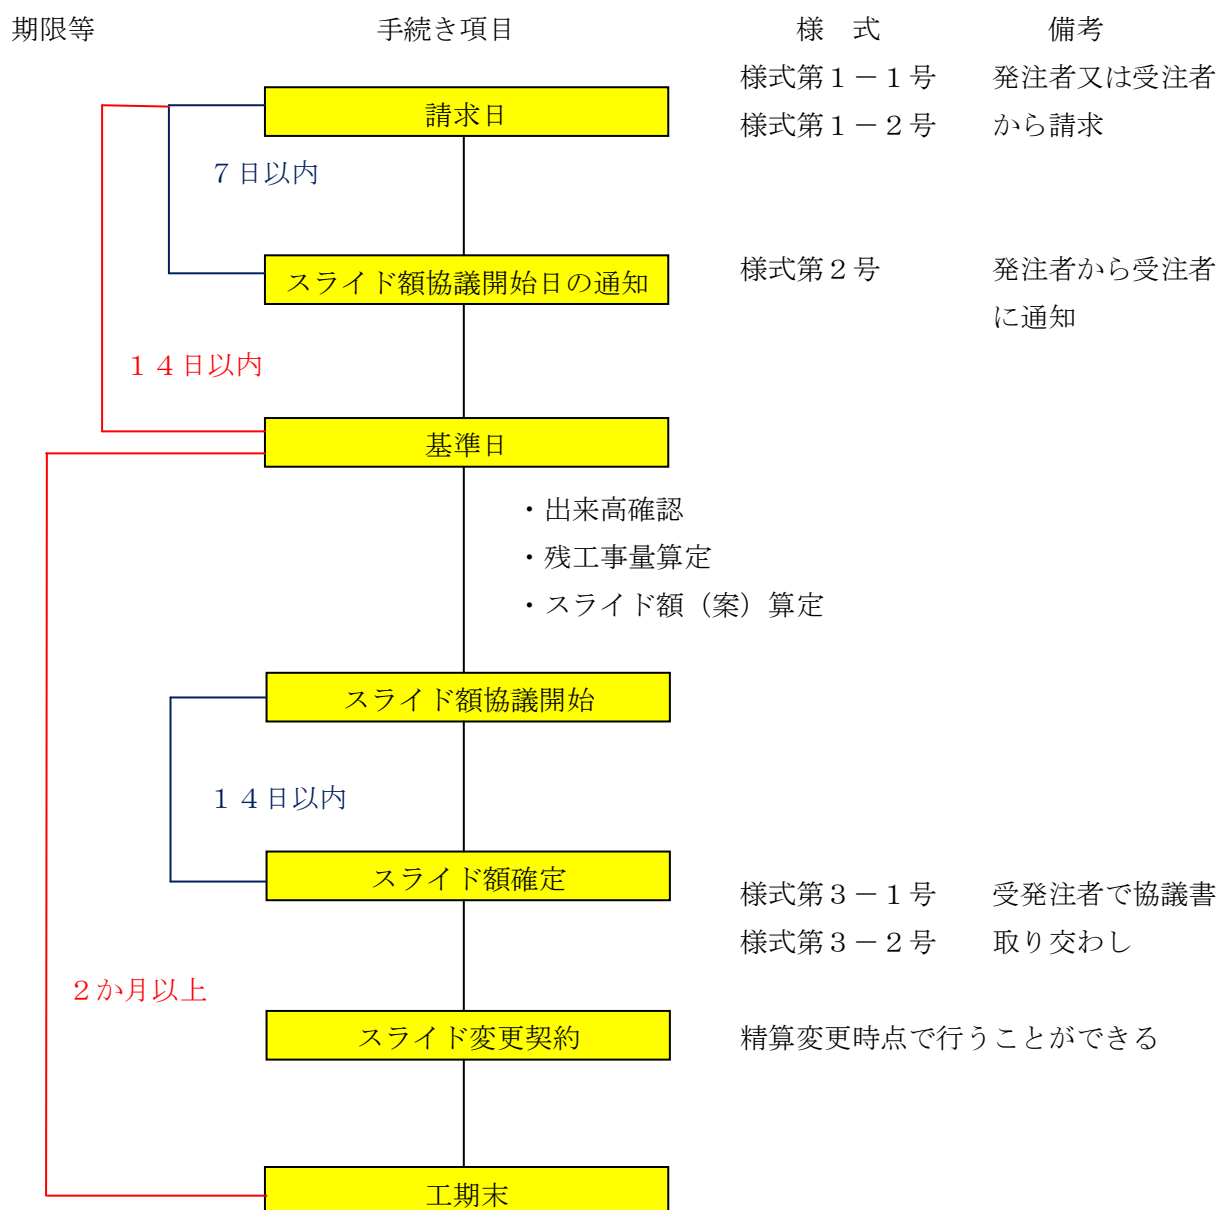 期限等　手続き項目　様　式　備考
様式第１－１号　発注者又は受注者
請求日
様式第１－２号　から請求
７日以内
スライド額協議開始日の通知　様式第２号　発注者から受注者
に通知
１４日以内
基準日
・出来高確認
・残工事量算定
・スライド額（案）算定
スライド額協議開始
１４日以内
スライド額確定
様式第３－１号　受発注者で協議書
様式第３－２号　取り交わし
２か月以上
スライド変更契約　精算変更時点で行うことができる
工期末